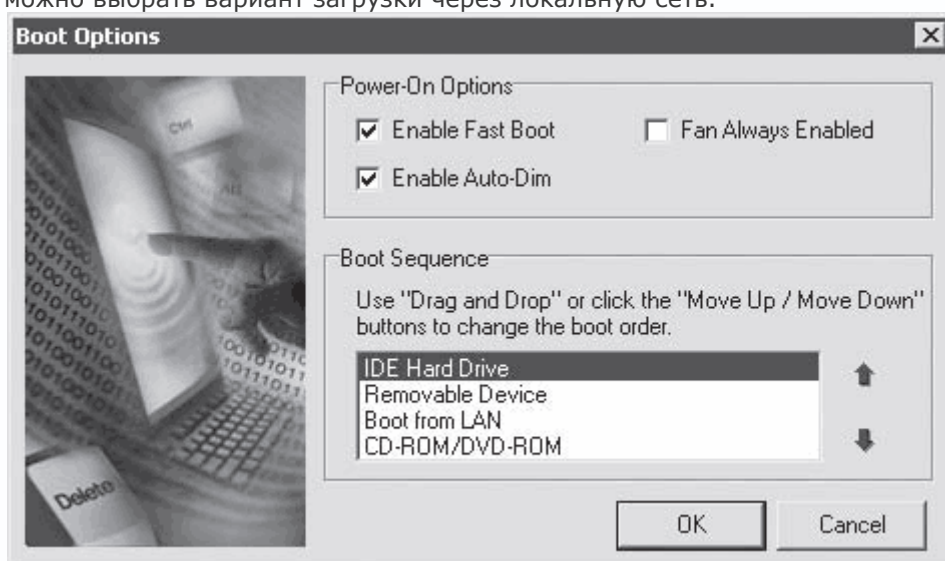 можно выбрать вариант загрузки через локальную сеть.
Boot Options
Ctrl
Alt
Power-On Options
Enable Fast Boot
Fan Always Enabled
Enable Auto-Dim
Boot Sequence
Use "Drag and Drop" or click the "Move Up / Move Down"
buttons to change the boot order.
IDE Hard Drive
Removable Device
Boot from LAN
CD-ROM/DVD-ROM
Delete
OK
Cancel